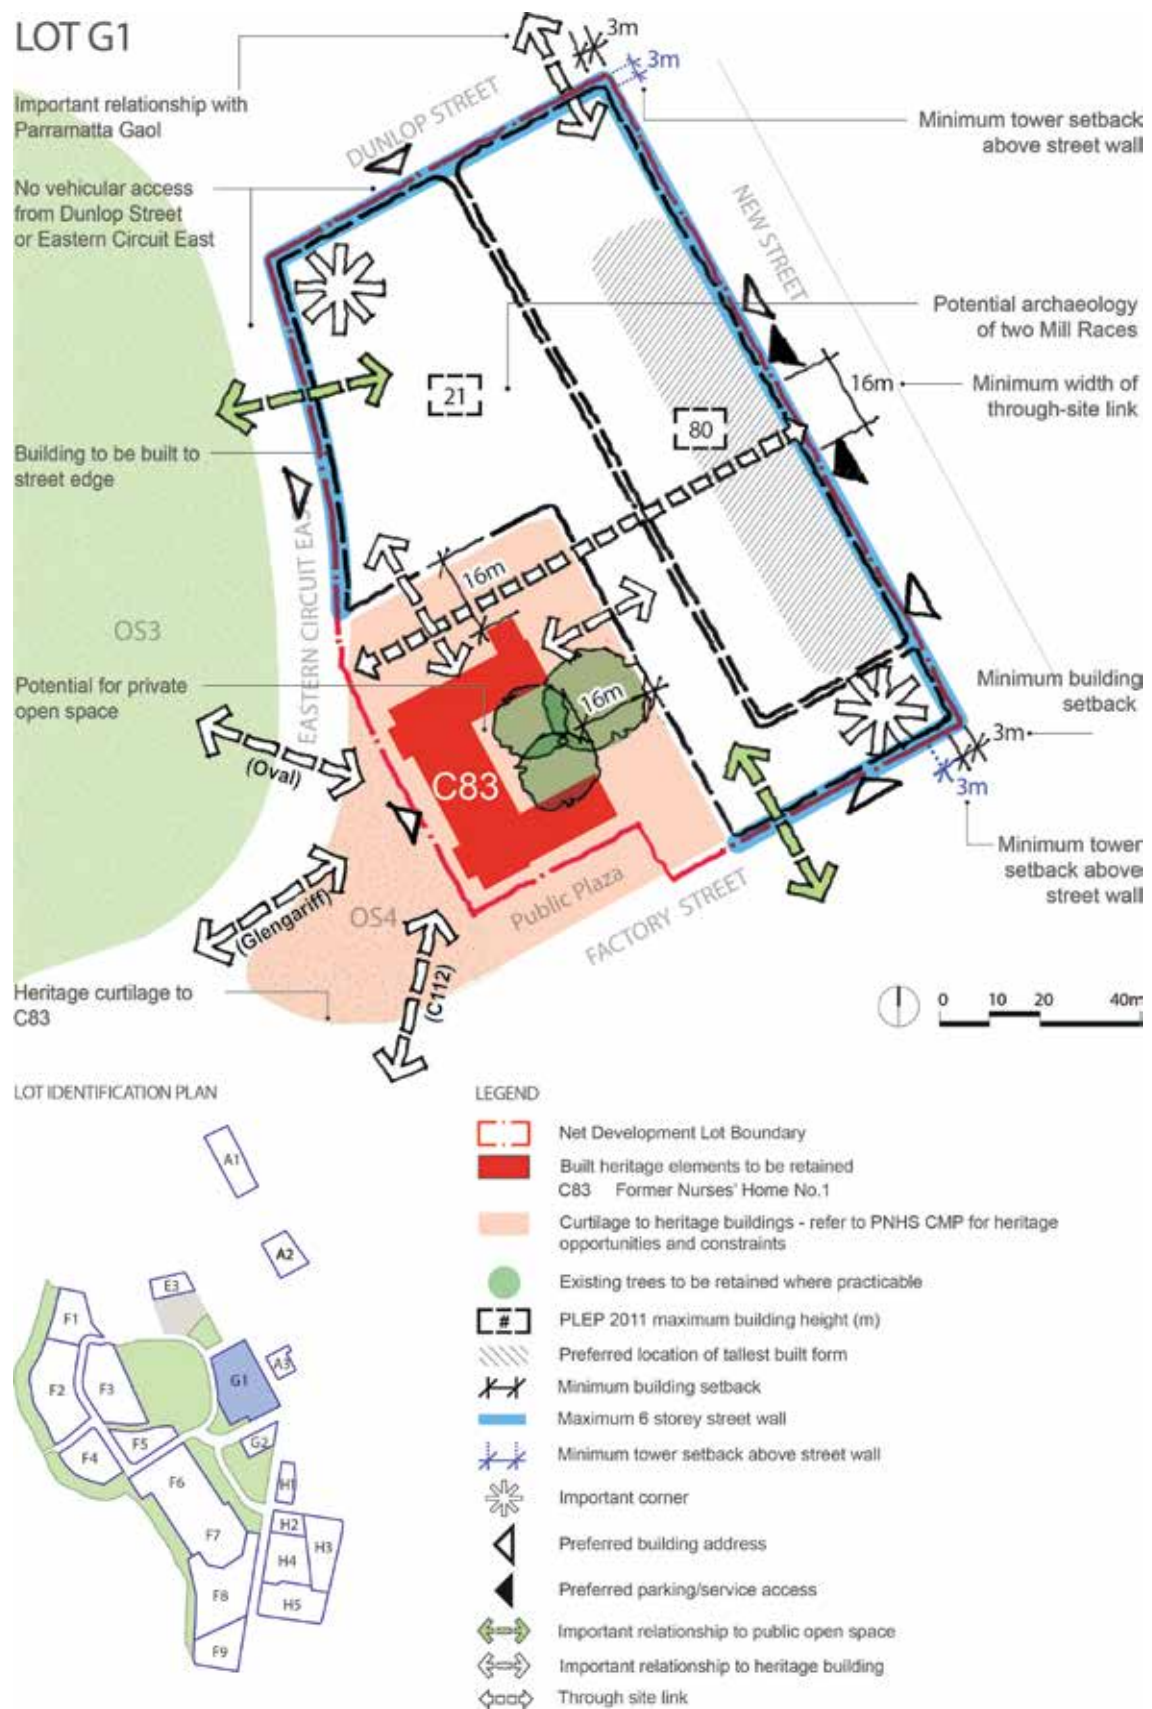 LOT G1
3m
3m
Important relationship with
Parramatta Gaol
DUNLOP STREET
Minimum tower setback
above street wall
No vehicular access
from Dunlop Street
or Eastern Circuit East
NEW STREET
Potential archaeology
of two Mill Races
21
16m
Minimum width of
through-site link
80
Building to be built to
street edge
EASTERN CIRCUIT EAS
16m
OS3
Potential for private
open space
16m
Minimum building
setback
3m
(Oval)
C83
3m
Minimum tower
setback above
street wall
Public Plaza
FACTORY STREET
(Glengariff)
OS4
(C112)
Heritage curtilage to
C83
0 10 20 40m
LOT IDENTIFICATION PLAN
A1
A2
E3
F1
A3
G1
F2
F3
F5
G2
F4
F6
H1
H2
F7
H3
H4
F8
H5
F9
LEGEND
Net Development Lot Boundary
Built heritage elements to be retained
C83 Former Nurses' Home No.1
Curtilage to heritage buildings - refer to PNHS CMP for heritage
opportunities and constraints
Existing trees to be retained where practicable
# PLEP 2011 maximum building height (m)
Preferred location of tallest built form
Minimum building setback
Maximum 6 storey street wall
Minimum tower setback above street wall
Important corner
Preferred building address
Preferred parking/service access
Important relationship to public open space
Important relationship to heritage building
Through site link